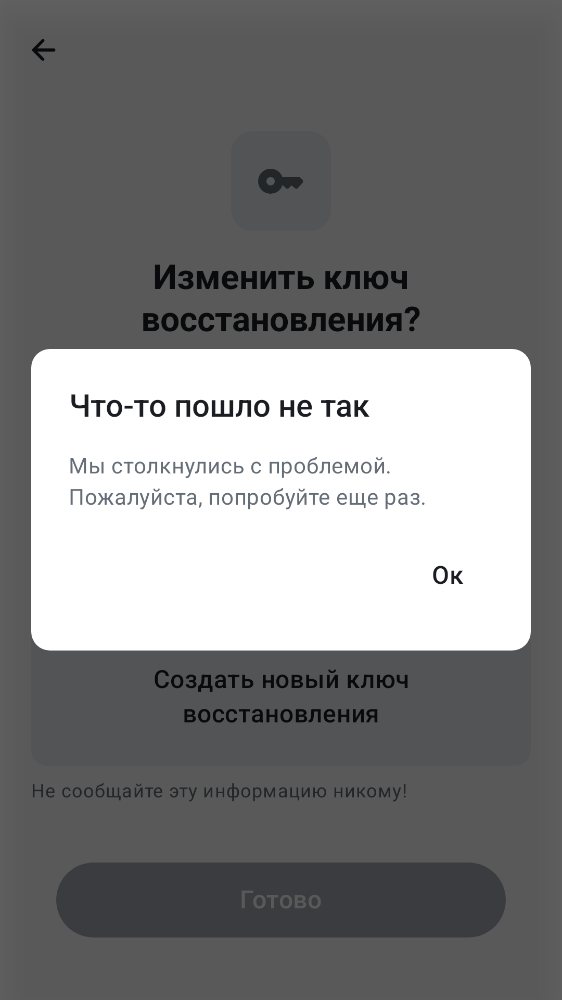 Изменить ключ
восстановления?
Что-то пошло не так
Мы столкнулись с проблемой.
Пожалуйста, попробуйте еще раз.
Ок
Создать новый ключ
восстановления
Не сообщайте эту информацию никому!
Готово